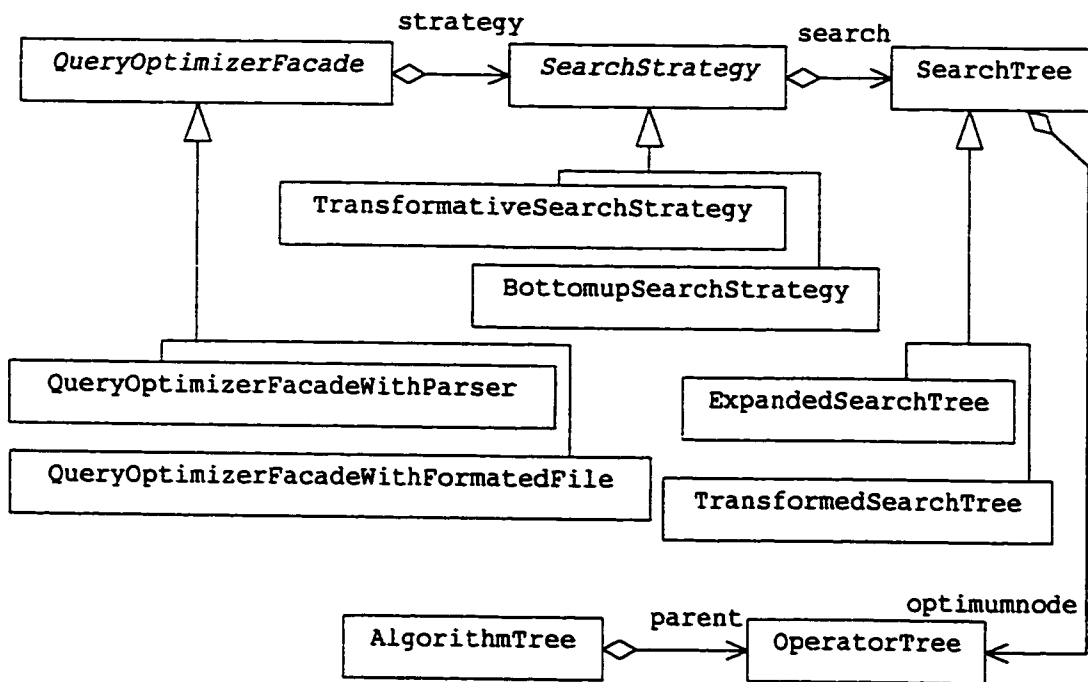 strategy
search
QueryOptimizerFacade
SearchStrategy
SearchTree
TransformativeSearchStrategy
BottomupSearchStrategy
QueryOptimizerFacadeWithParser
ExpandedSearchTree
QueryOptimizerFacadeWithFormatedFile
TransformedSearchTree
optimumnode
parent
AlgorithmTree
OperatorTree